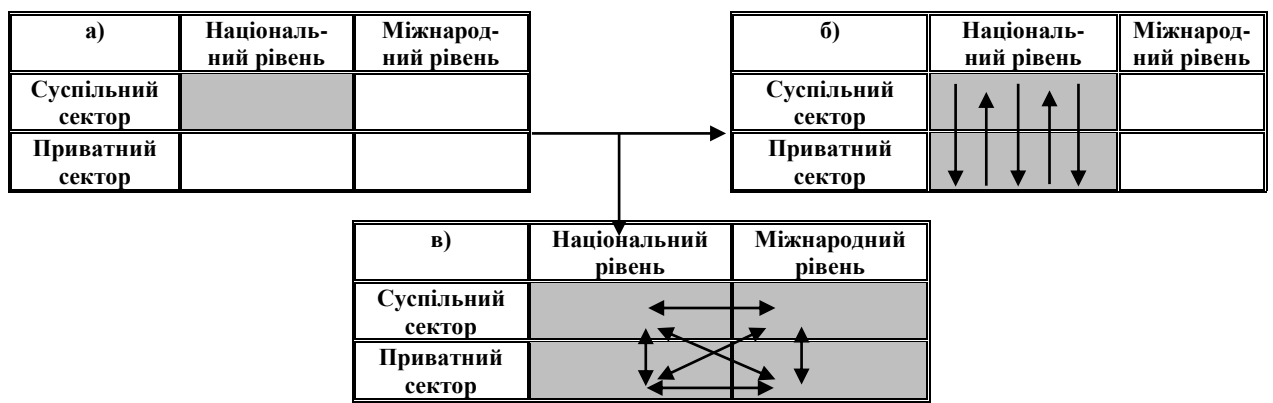 а)
Національ-
ний рівень
Міжнарод-
ний рівень
Суспільний
сектор
Приватний
сектор
б)
Національ-
ний рівень
Міжнарод-
ний рівень
Суспільний
сектор
Приватний
сектор
в)
Національний
рівень
Міжнародний
рівень
Суспільний
сектор
Приватний
сектор